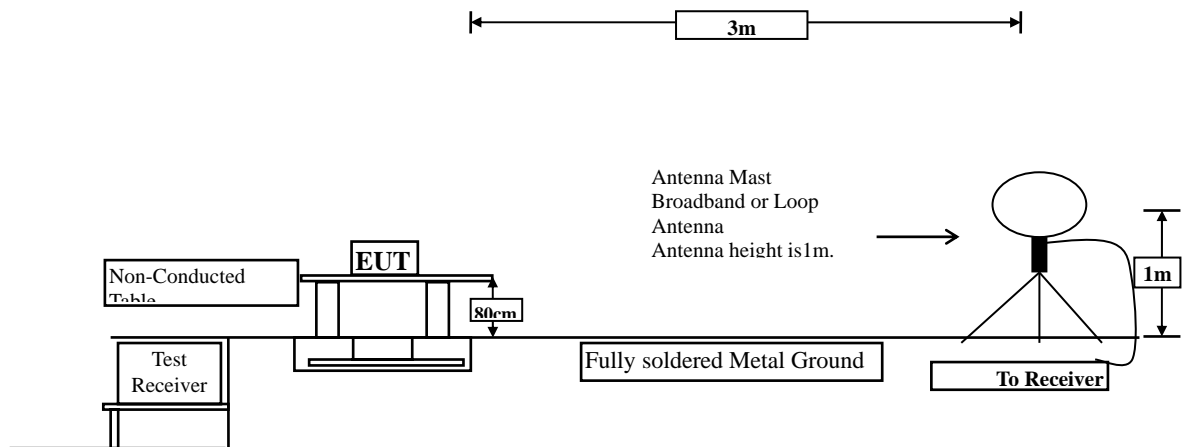 3m
Antenna Mast
Broadband or Loop
Antenna
Antenna height is1m.
EUT
Non-Conducted
Table
80cm
1m
Test
Receiver
Fully soldered Metal Ground
To Receiver